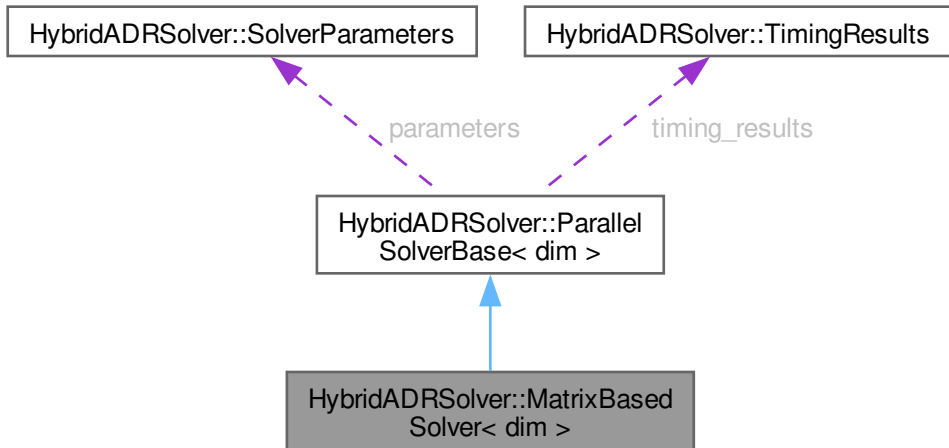 HybridADRSolver::SolverParameters
HybridADRSolver::TimingResults
parameters
timing_results
HybridADRSolver::Parallel
SolverBase< dim >
HybridADRSolver::MatrixBased
Solver< dim >